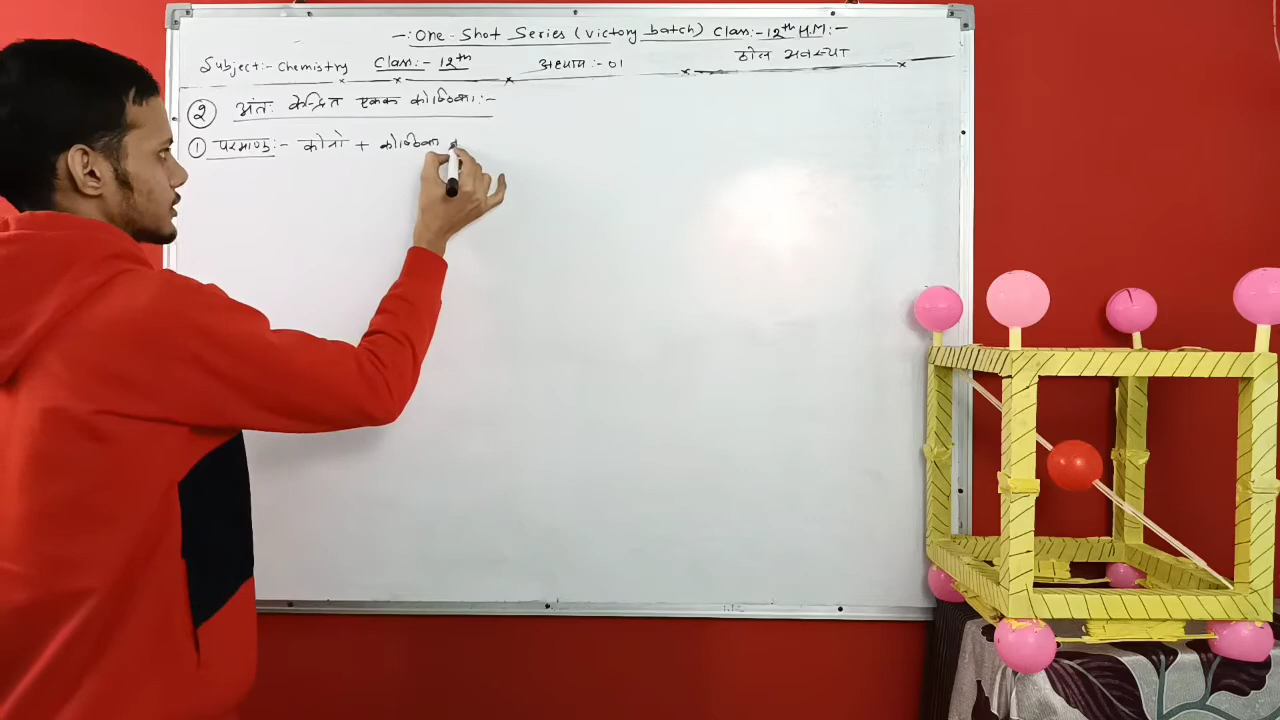 -: One - Shot Series (victory batch) Class:- 12th H.M:-
Subject:- Chemistry Class:- 12th अध्याय :- 01 ठोस अवस्था
② अंतः केन्द्रित एकक कोष्ठिका:-
① परमाणु:- कोनो + कोष्ठिका